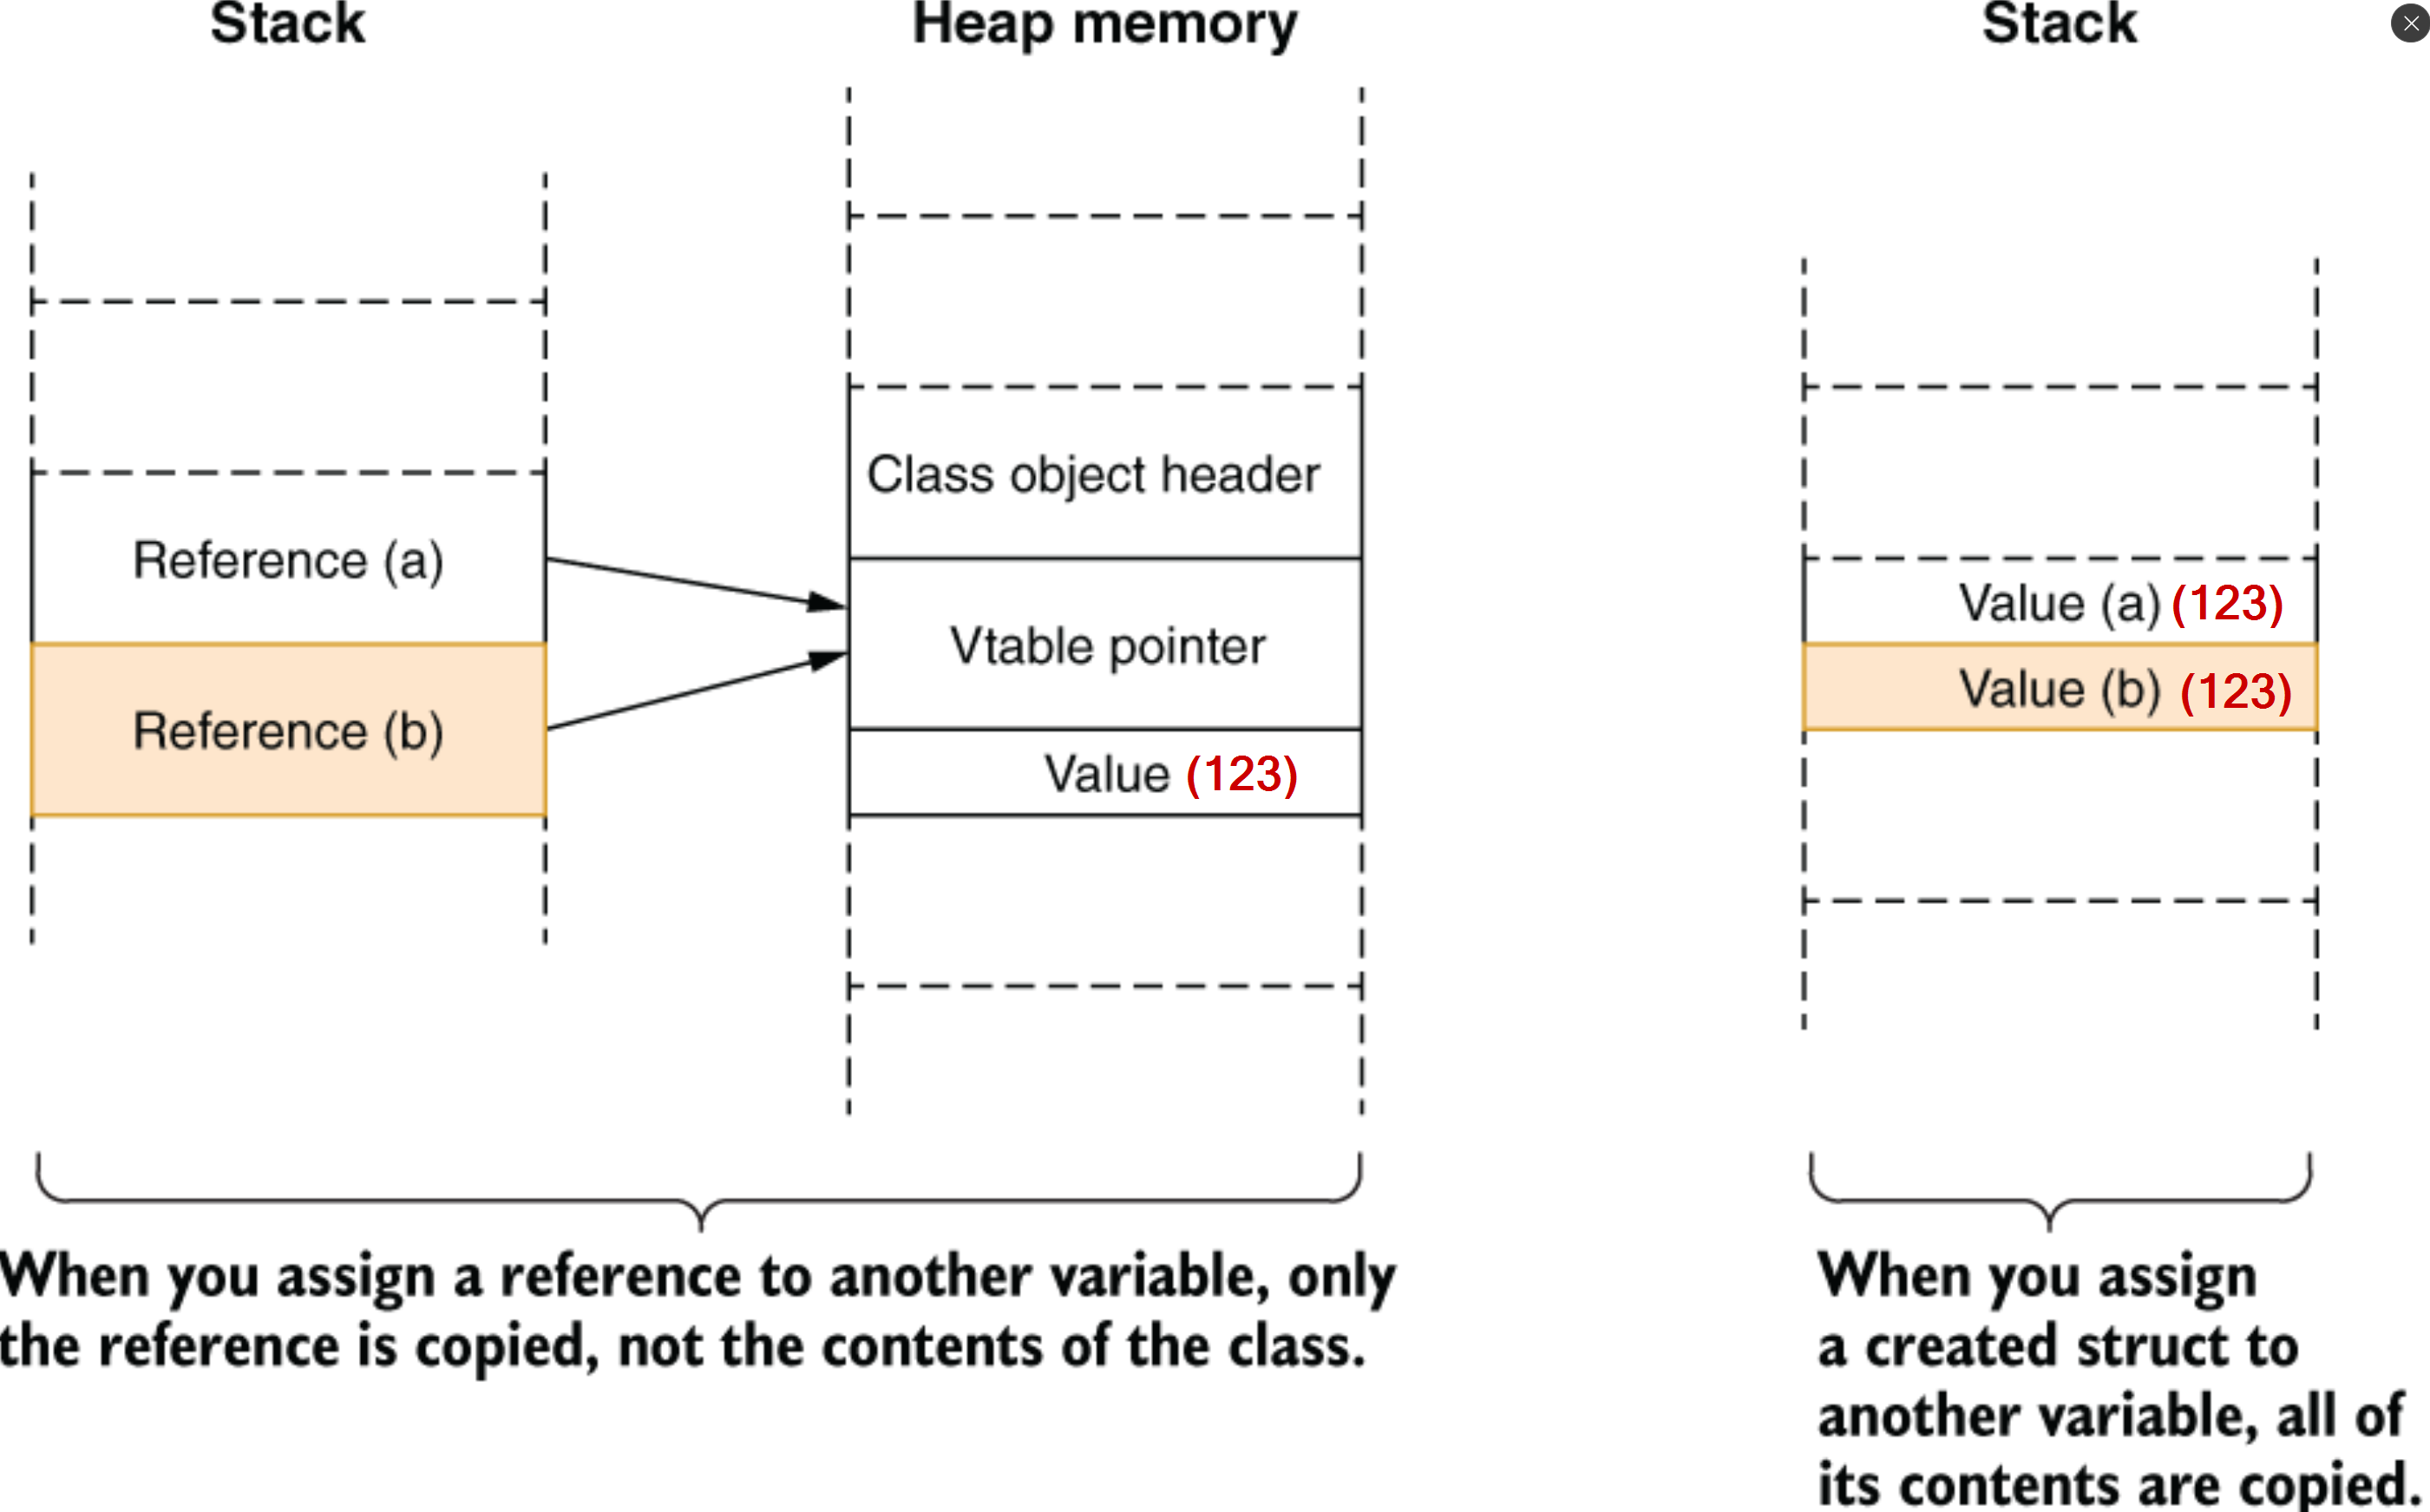 Stack
Heap memory
Stack
Reference (a)
Reference (b)
Class object header
Vtable pointer
Value (123)
Value (a) (123)
Value (b) (123)
When you assign a reference to another variable, only
the reference is copied, not the contents of the class.
When you assign
a created struct to
another variable, all of
its contents are copied.